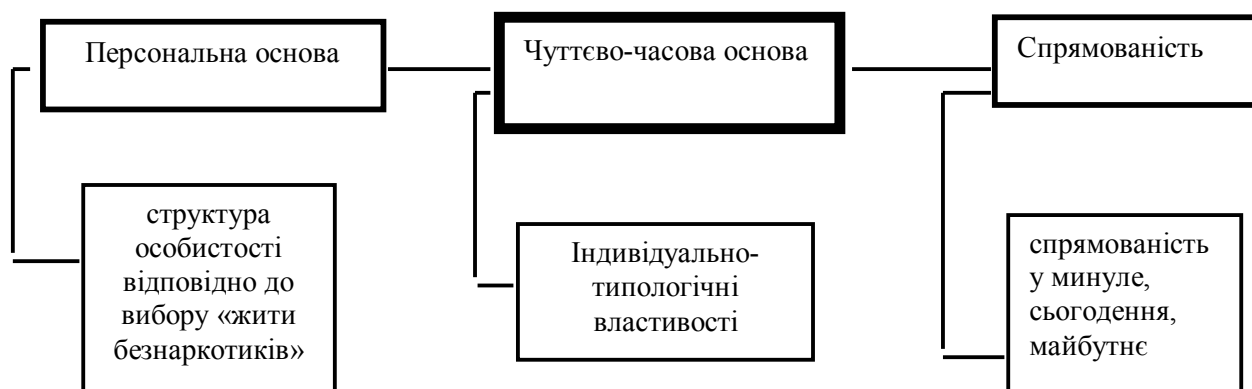 Персональна основа
Чуттєво-часова основа
Спрямованість
структура
особистості
відповідно до
вибору «жити
безнаркотиків»
Індивідуально-
типологічні
властивості
спрямованість
у минуле,
сьогодення,
майбутнє